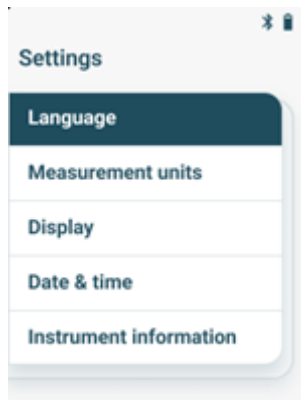 Settings
Language
Measurement units
Display
Date & time
Instrument information